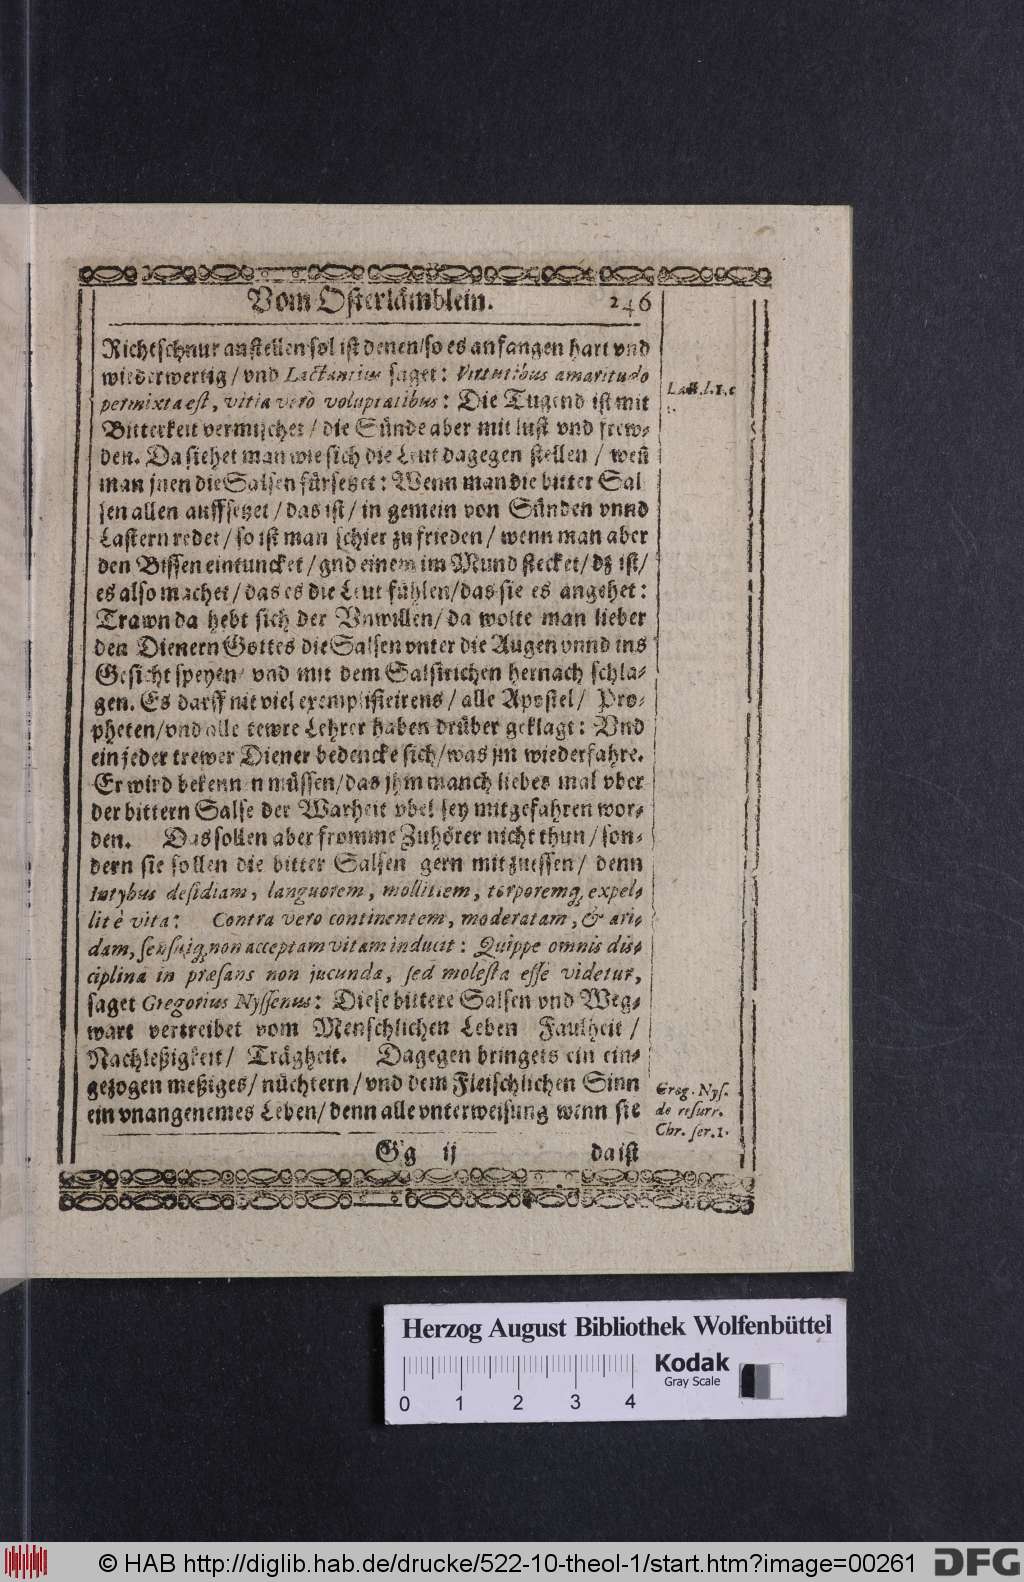 Vom Osterlämblein. 246
Richtschnur anstellen sol ist denen/so es anfangen hart vnd
wiederwertig/vnd Lactantius saget: Virtutibus amaritudo
permixta est, vitia verò voluptatibus: Die Tugend ist mit
Bitterkeit vermischet/die Sünde aber mit lust vnd frew-
den. Da siehet man wie sich die Leut dagegen stellen/weñ
man jnen die Salsen fürsetzet: Wenn man die bitter Sal
sen allen auffsetzet/das ist/in gemein von Sünden vnnd
Lastern redet/so ist man schier zu frieden/wenn man aber
den Bissen eintuncket/gnd einem im Mund stecket/dz ist/
es also machet/das es die Leut fühlen/das sie es angehet:
Trawn da hebt sich der Vnwillen/da wolte man lieber
den Dienern Gottes die Salsen vnter die Augen vnnd ins
Gesicht speyen/vnd mit dem Salsirichen hernach schla-
gen. Es darff nit viel exemplificirens/alle Apostel/Pro-
pheten/vnd alle tewre Lehrer haben drüber geklagt: Vnd
ein jeder trewer Diener bedencke sich/was jm wiederfahre.
Er wird bekennen müssen/das jhm manch liebes mal vber
der bittern Salse der Warheit vbel sey mitgefahren wor-
den. Das sollen aber fromme Zuhörer nicht thun/son-
dern sie sollen die bitter Salsen gern mitzuessen/denn
Intybus desidiam, languorem, mollitiem, torporemq; expel-
lit è vita: Contra vero continentem, moderatam, & ari-
dam, sensuiq; non acceptam vitam inducit: Quippe omnis dis-
ciplina in præsans non jucunda, sed molesta esse videtur,
saget Gregorius Nyssenus: Diese bittere Salsen vnd Weg-
wart vertreibet vom Menschlichen Leben Faulheit/
Nachleßigkeit/Trägheit. Dagegen bringets ein ein-
gezogen meßiges/nüchtern/vnd dem Fleischlichen Sinn
ein vnangenemes Leben/denn alle vnterweisung wenn sie
Gg ij da ist
Lact. l. 1. c
Greg. Nys.
de resurr.
Chr. ser. 1.
Herzog August Bibliothek Wolfenbüttel
Kodak
Gray Scale
0 1 2 3 4
© HAB http://diglib.hab.de/drucke/522-10-theol-1/start.htm?image=00261
DFG